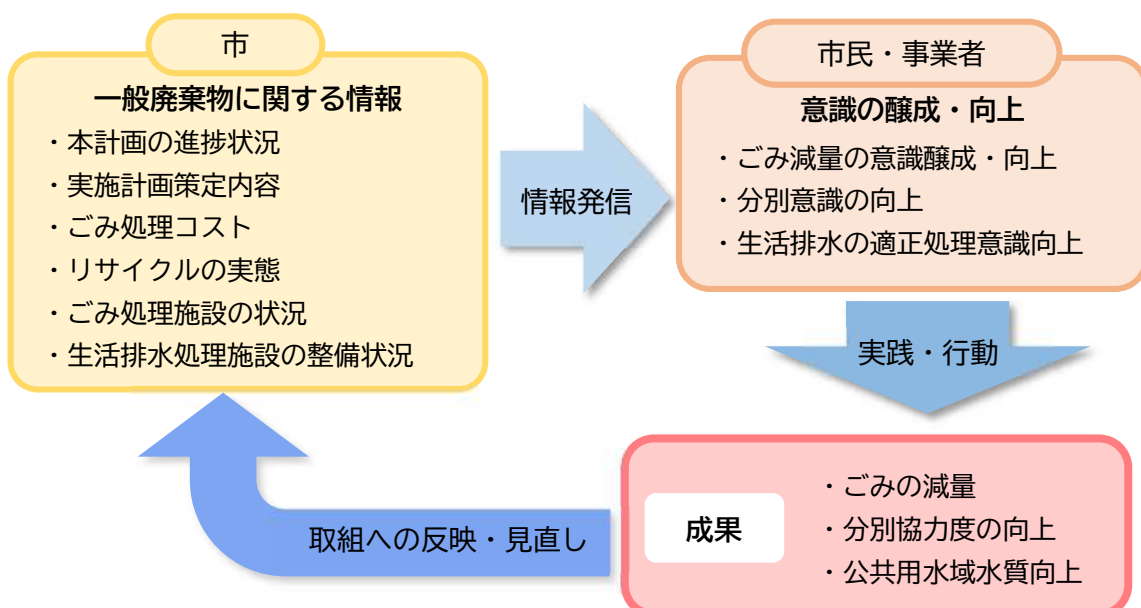 市
一般廃棄物に関する情報
・本計画の進捗状況
・実施計画策定内容
・ごみ処理コスト
・リサイクルの実態
・ごみ処理施設の状況
・生活排水処理施設の整備状況
情報発信
市民・事業者
意識の醸成・向上
・ごみ減量の意識醸成・向上
・分別意識の向上
・生活排水の適正処理意識向上
実践・行動
成果
・ごみの減量
・分別協力度の向上
・公共用水域水質向上
取組への反映・見直し